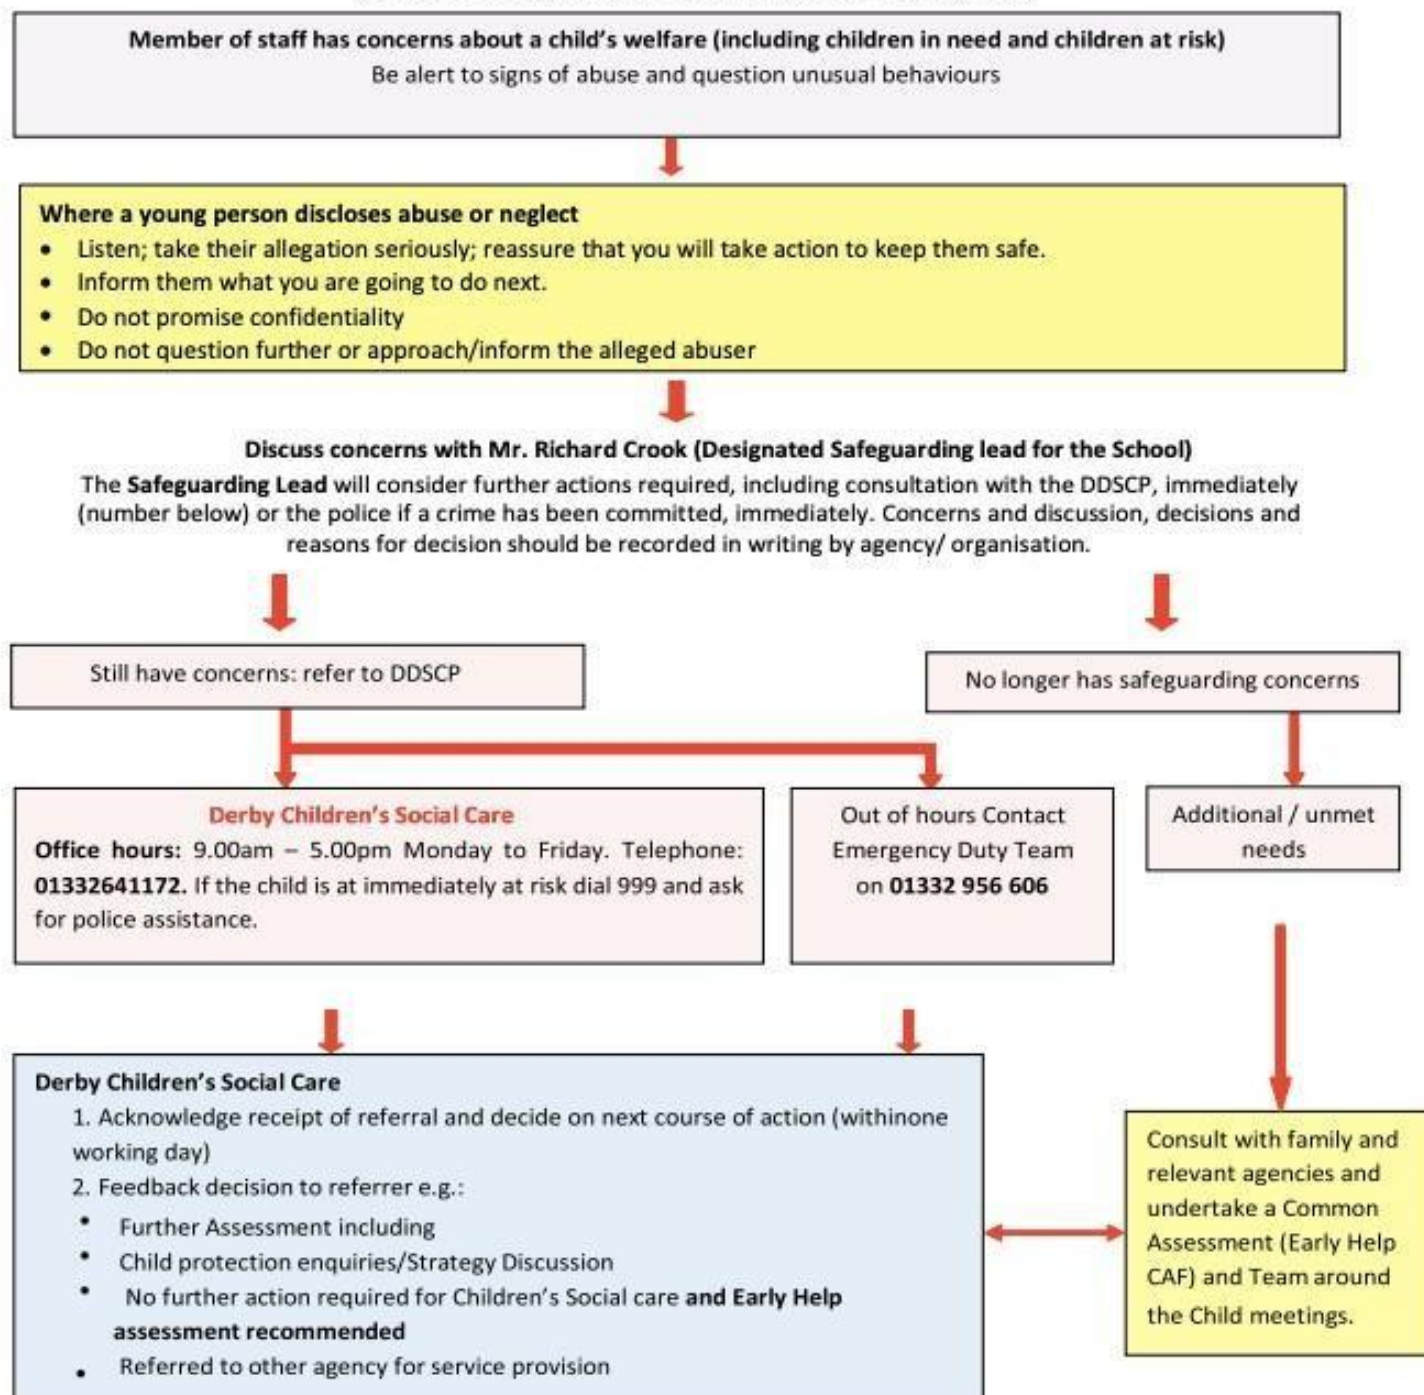 Member of staff has concerns about a child's welfare (including children in need and children at risk)
Be alert to signs of abuse and question unusual behaviours
Where a young person discloses abuse or neglect
• Listen; take their allegation seriously; reassure that you will take action to keep them safe.
• Inform them what you are going to do next.
• Do not promise confidentiality
• Do not question further or approach/inform the alleged abuser
Discuss concerns with Mr. Richard Crook (Designated Safeguarding lead for the School)
The Safeguarding Lead will consider further actions required, including consultation with the DDSCP, immediately
(number below) or the police if a crime has been committed, immediately. Concerns and discussion, decisions and
reasons for decision should be recorded in writing by agency/ organisation.
Still have concerns: refer to DDSCP
No longer has safeguarding concerns
Derby Children's Social Care
Office hours: 9.00am – 5.00pm Monday to Friday. Telephone:
01332641172. If the child is at immediately at risk dial 999 and ask
for police assistance.
Out of hours Contact
Emergency Duty Team
on 01332 956 606
Additional / unmet
needs
Derby Children's Social Care
1. Acknowledge receipt of referral and decide on next course of action (withinone
working day)
2. Feedback decision to referrer e.g.:
• Further Assessment including
• Child protection enquiries/Strategy Discussion
• No further action required for Children's Social care and Early Help
assessment recommended
• Referred to other agency for service provision
Consult with family and
relevant agencies and
undertake a Common
Assessment (Early Help
CAF) and Team around
the Child meetings.